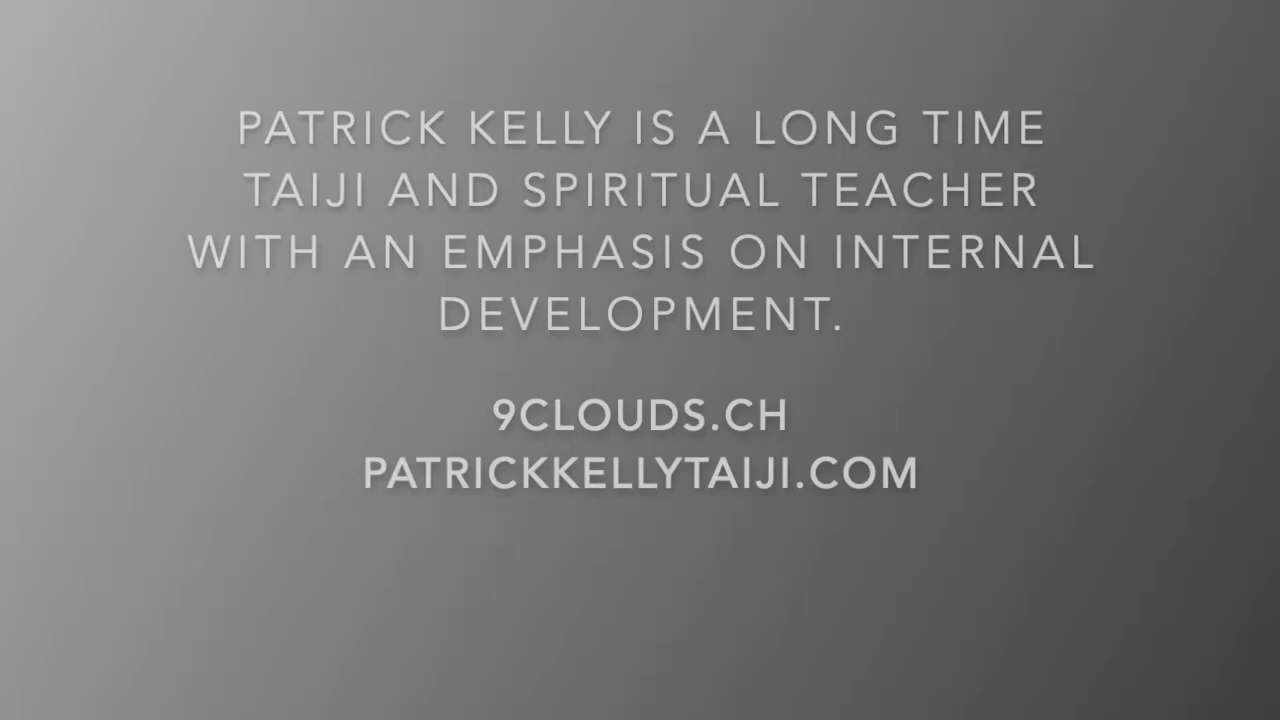 PATRICK KELLY IS A LONG TIME
TAIJI AND SPIRITUAL TEACHER
WITH AN EMPHASIS ON INTERNAL
DEVELOPMENT.
9CLOUDS.CH
PATRICKKELLYTAIJI.COM